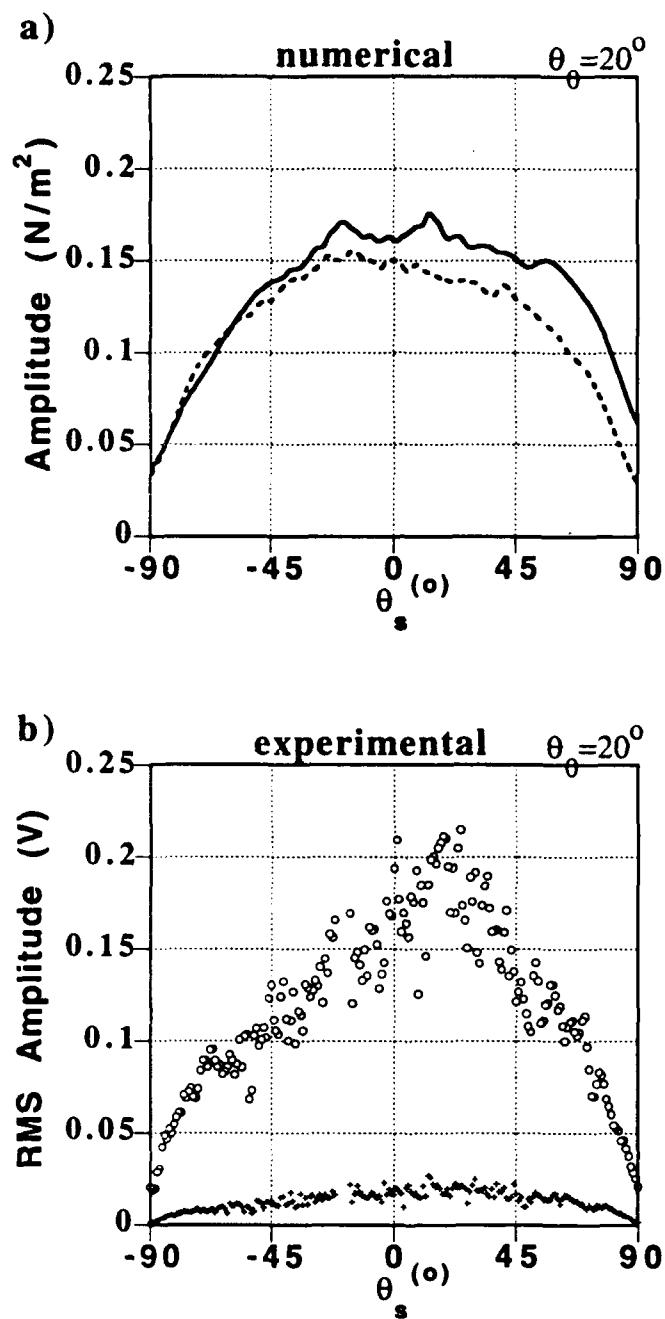 a)
numerical θ₀=20°
0.25
0.2
0.15
0.1
0.05
0
Amplitude (N/m²)
-90 -45 0 45 90
θs (o)
b)
experimental θ₀=20°
0.25
0.2
0.15
0.1
0.05
0
RMS Amplitude (V)
-90 -45 0 45 90
θs (o)